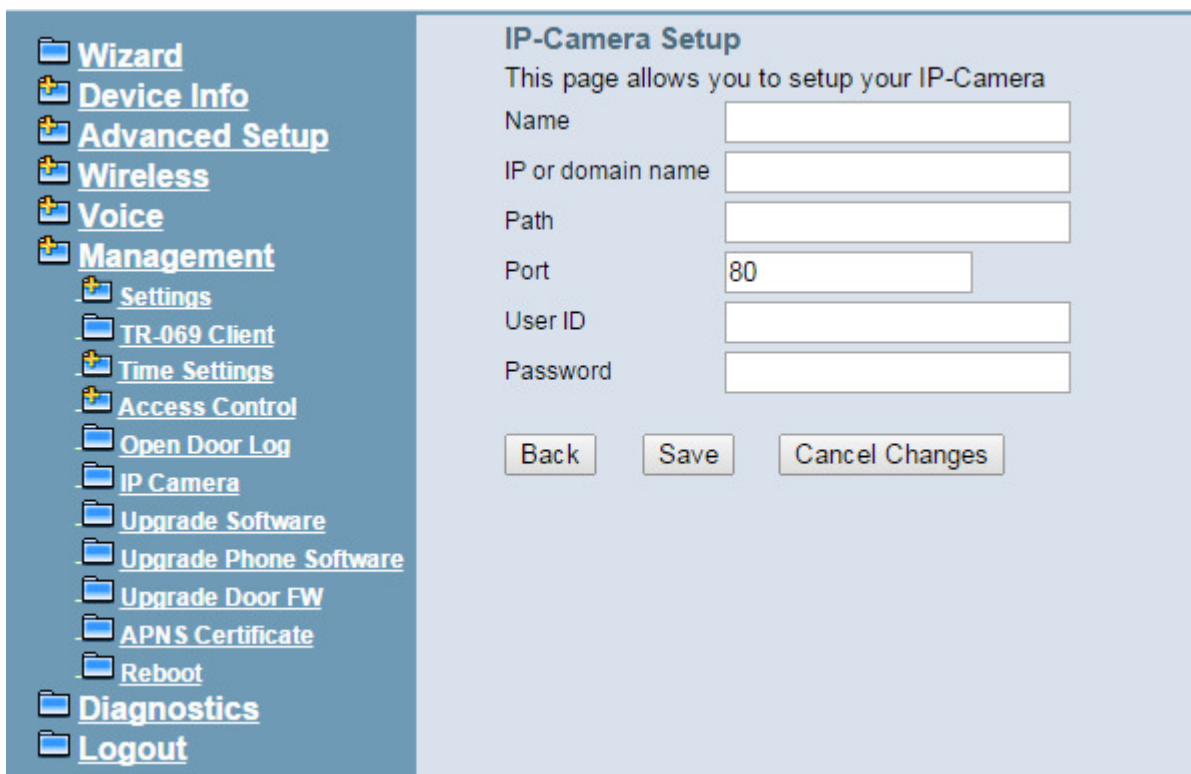 Wizard
Device Info
Advanced Setup
Wireless
Voice
Management
Settings
TR-069 Client
Time Settings
Access Control
Open Door Log
IP Camera
Upgrade Software
Upgrade Phone Software
Upgrade Door FW
APNS Certificate
Reboot
Diagnostics
Logout
IP-Camera Setup
This page allows you to setup your IP-Camera
Name
IP or domain name
Path
Port 80
User ID
Password
Back Save Cancel Changes